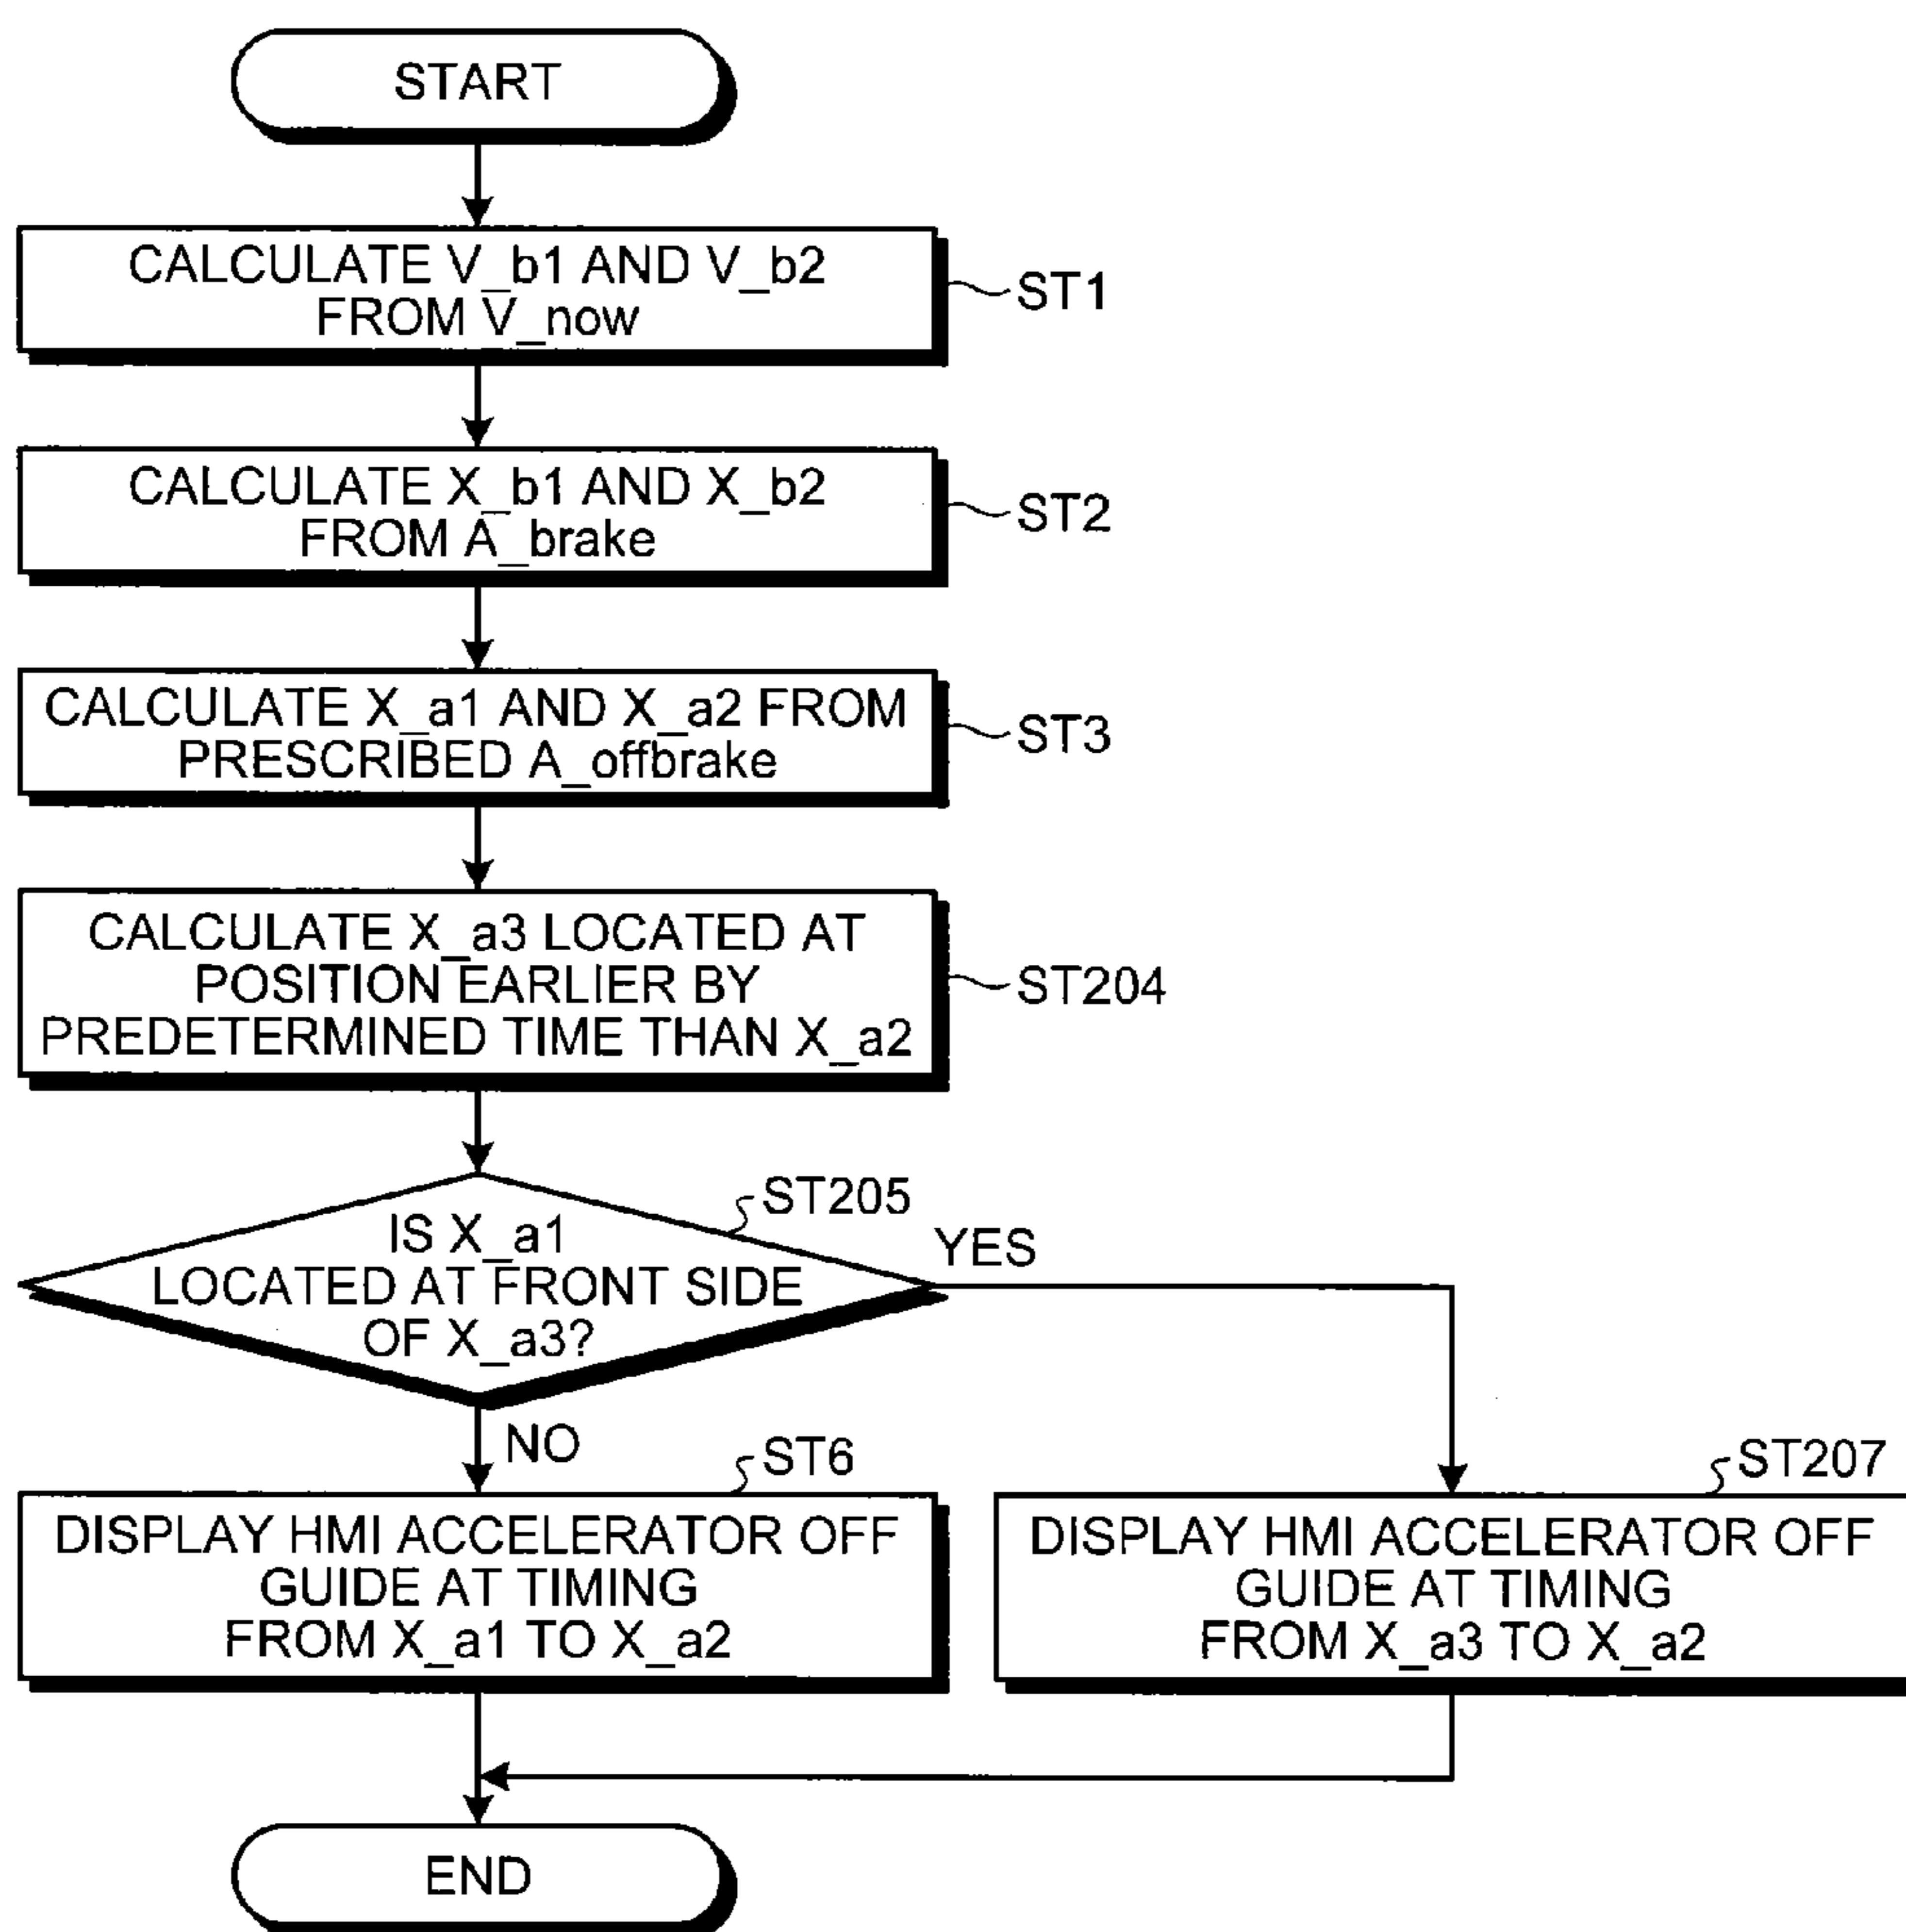 START
CALCULATE V_b1 AND V_b2
FROM V_now
ST1
CALCULATE X_b1 AND X_b2
FROM A_brake
ST2
CALCULATE X_a1 AND X_a2 FROM
PRESCRIBED A_offbrake
ST3
CALCULATE X_a3 LOCATED AT
POSITION EARLIER BY
PREDETERMINED TIME THAN X_a2
ST204
IS X_a1
LOCATED AT FRONT SIDE
OF X_a3?
ST205
YES
NO
ST6
DISPLAY HMI ACCELERATOR OFF
GUIDE AT TIMING
FROM X_a1 TO X_a2
ST207
DISPLAY HMI ACCELERATOR OFF
GUIDE AT TIMING
FROM X_a3 TO X_a2
END